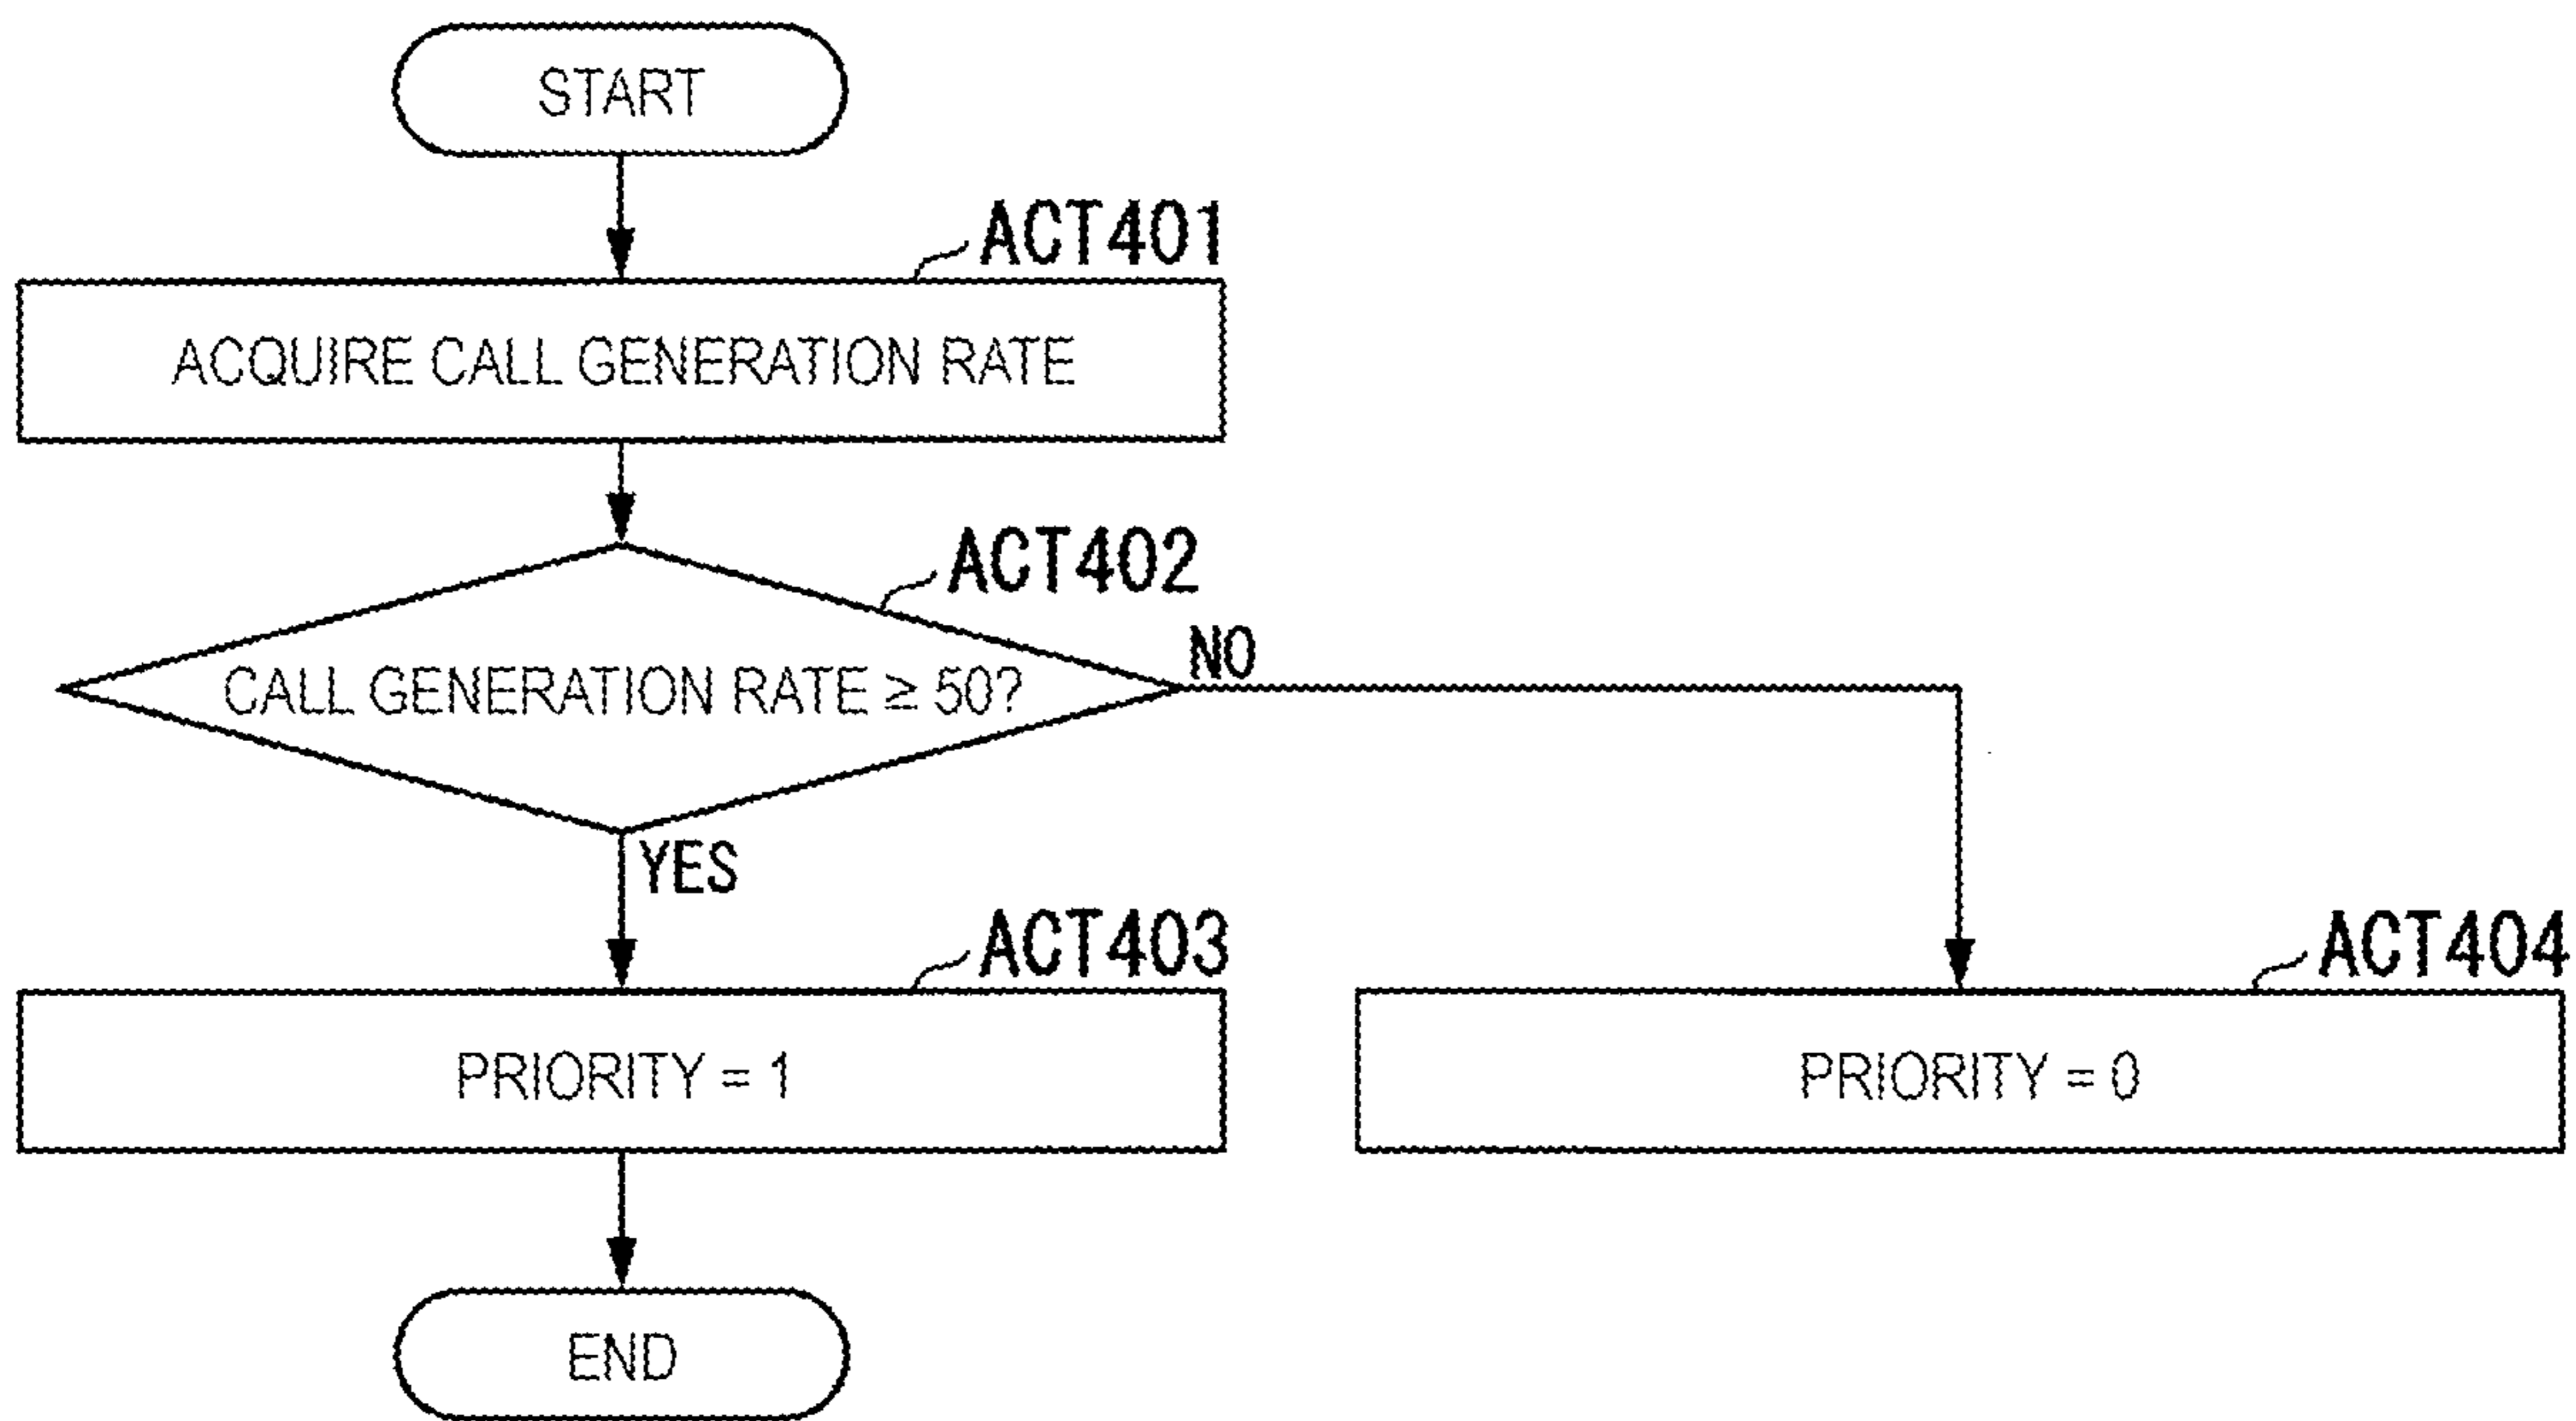 START
ACT401
ACQUIRE CALL GENERATION RATE
ACT402
CALL GENERATION RATE ≥ 50?
NO
YES
ACT403
PRIORITY = 1
ACT404
PRIORITY = 0
END